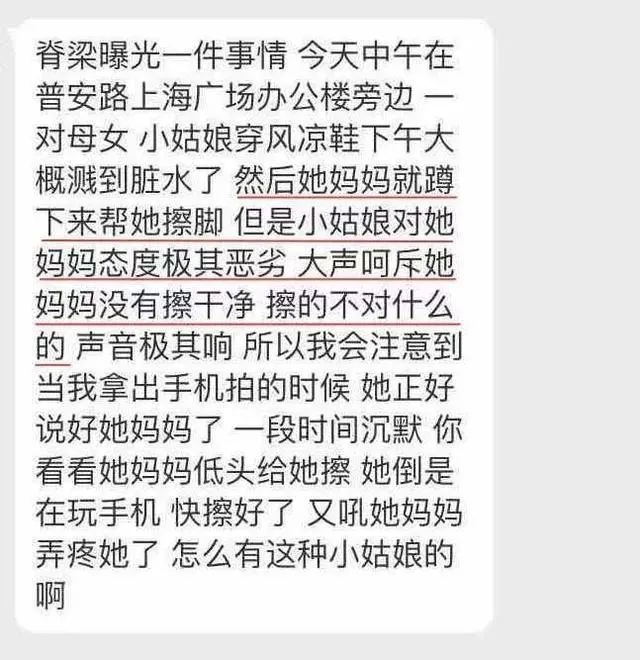 脊梁曝光一件事情 今天中午在
普安路上海广场办公楼旁边 一
对母女 小姑娘穿风凉鞋下午大
概溅到脏水了 然后她妈妈就蹲
下来帮她擦脚 但是小姑娘对她
妈妈态度极其恶劣 大声呵斥她
妈妈没有擦干净 擦的不对什么
的 声音极其响 所以我会注意到
当我拿出手机拍的时候 她正好
说好她妈妈了 一段时间沉默 你
看看她妈妈低头给她擦 她倒是
在玩手机 快擦好了 又吼她妈妈
弄疼她了 怎么有这种小姑娘的
啊